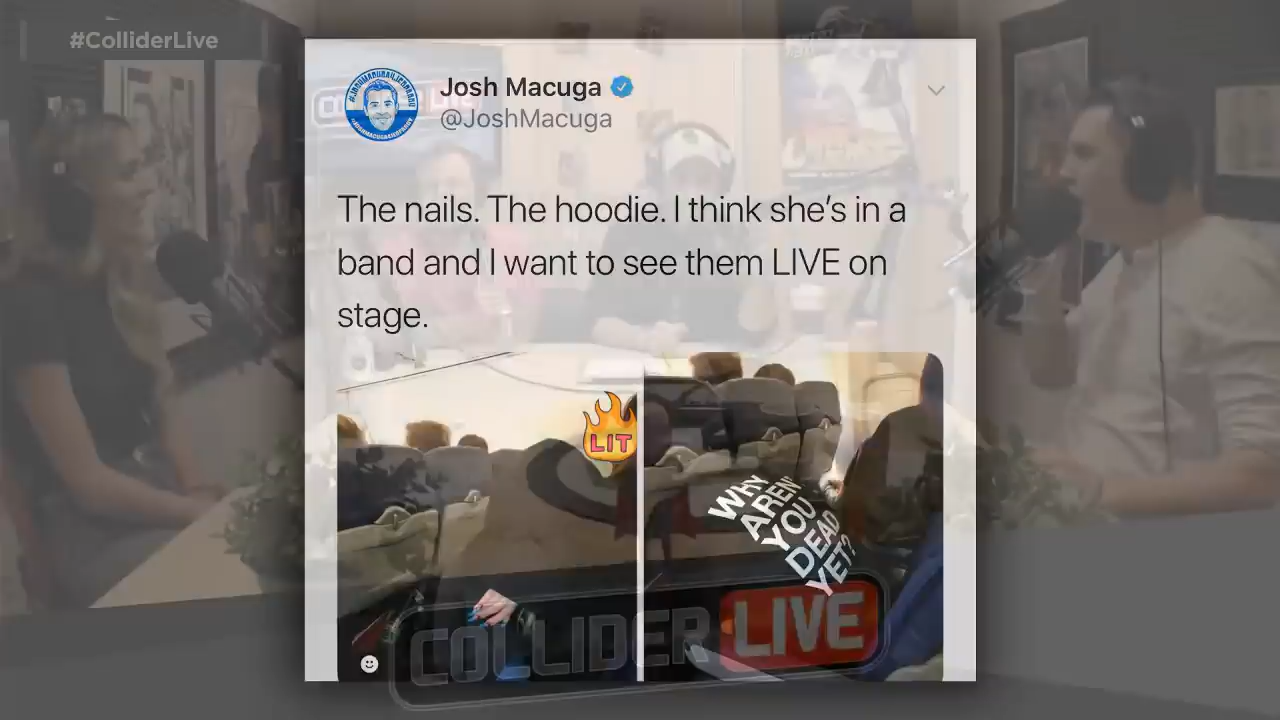 #ColliderLive
Josh Macuga
@JoshMacuga
The nails. The hoodie. I think she's in a
band and I want to see them LIVE on
stage.
LIT
WHY
AREN'
YOU
DEAD
YET?
COLLIDER LIVE